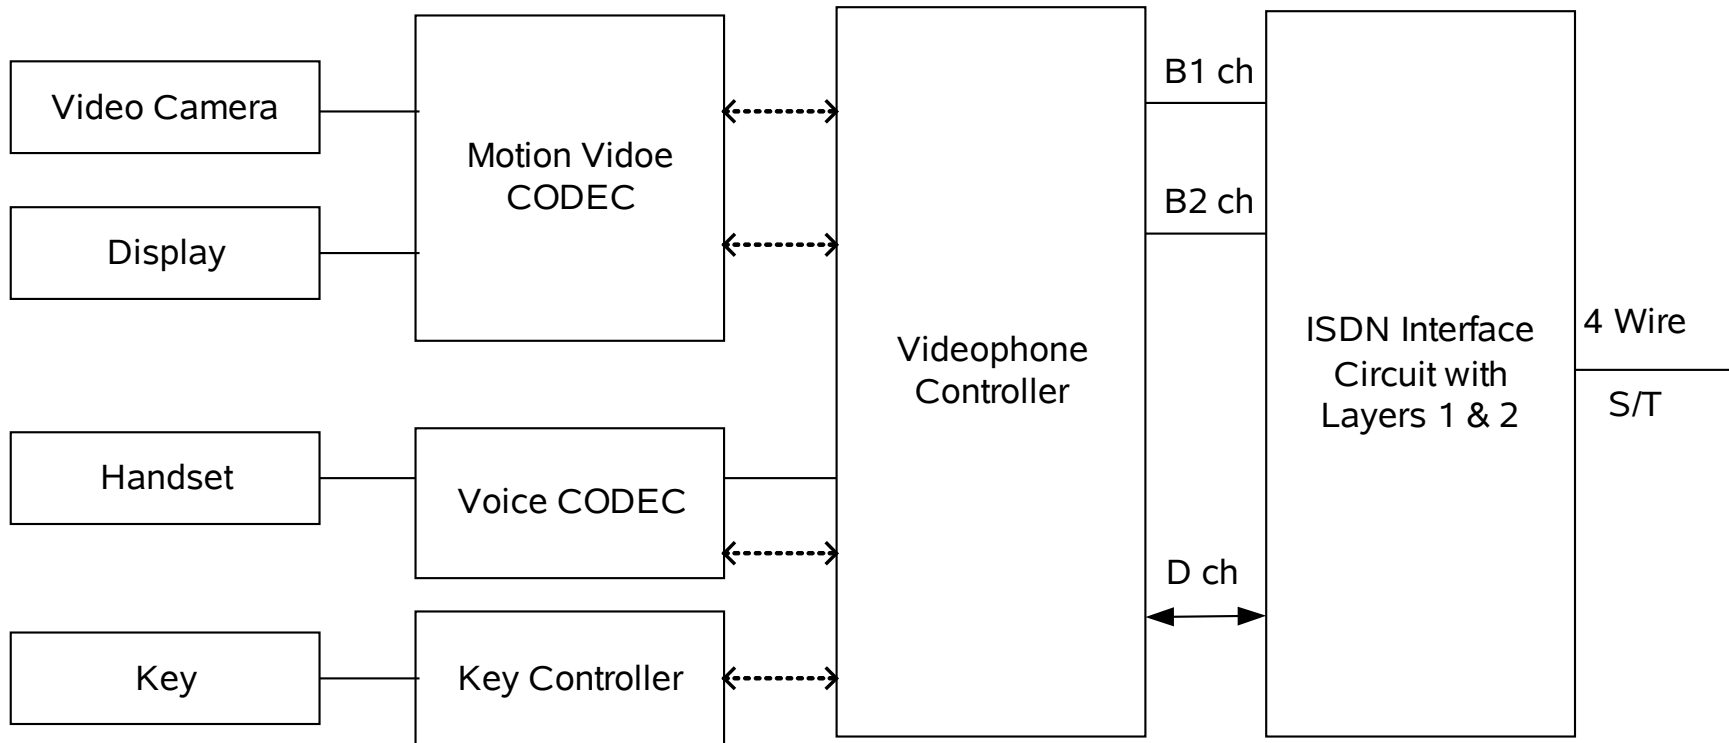 Video Camera
Display
Handset
Key
Motion Vidoe
CODEC
Voice CODEC
Key Controller
Videophone
Controller
B1 ch
B2 ch
D ch
ISDN Interface
Circuit with
Layers 1 & 2
4 Wire
S/T